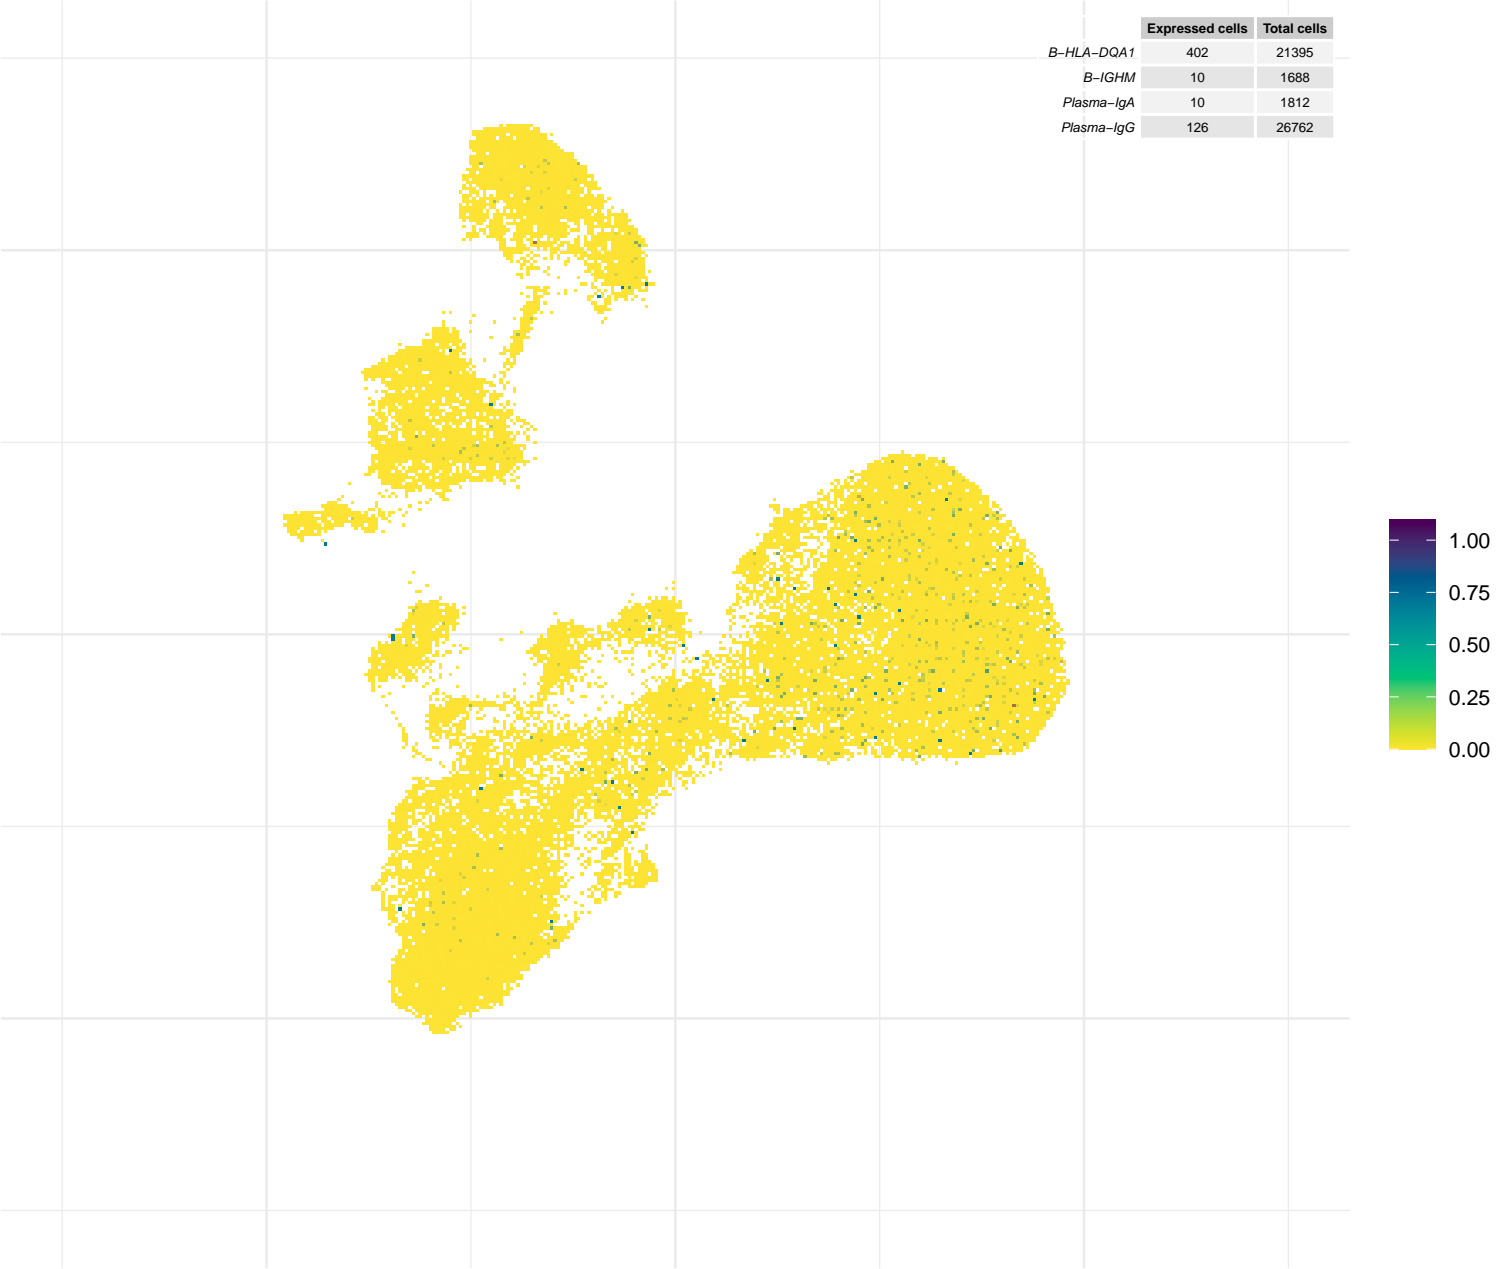 Expressed cells Total cells
B−HLA−DQA1 402 21395
B−IGHM 10 1688
Plasma−IgA 10 1812
Plasma−IgG 126 26762
1.00
0.75
0.50
0.25
0.00